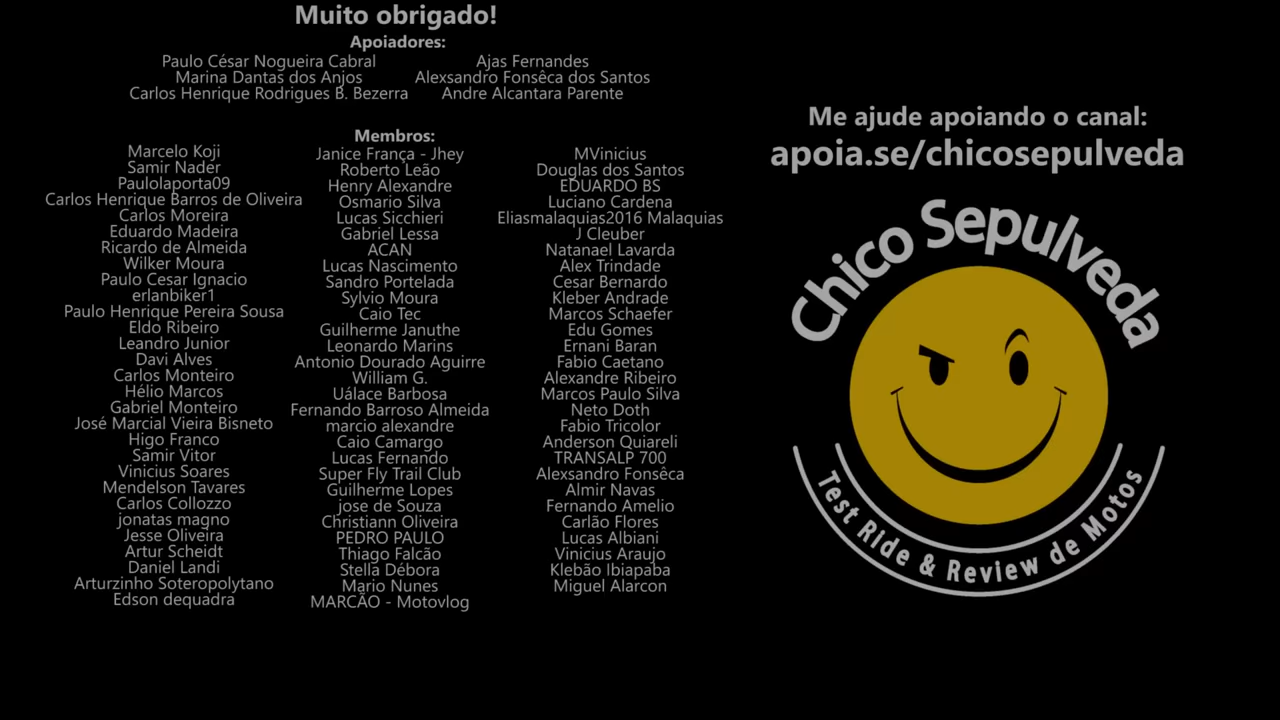 Muito obrigado!
Apoiadores:
Paulo César Nogueira Cabral
Marina Dantas dos Anjos
Carlos Henrique Rodrigues B. Bezerra
Ajas Fernandes
Alexsandro Fonsêca dos Santos
Andre Alcantara Parente
Membros:
Marcelo Koji
Samir Nader
Paulolaporta09
Carlos Henrique Barros de Oliveira
Carlos Moreira
Eduardo Madeira
Ricardo de Almeida
Wilker Moura
Paulo Cesar Ignacio
erlanbiker1
Paulo Henrique Pereira Sousa
Eldo Ribeiro
Leandro Junior
Davi Alves
Carlos Monteiro
Hélio Marcos
Gabriel Monteiro
José Marcial Vieira Bisneto
Higo Franco
Samir Vitor
Vinicius Soares
Mendelson Tavares
Carlos Collozzo
jonatas magno
Jesse Oliveira
Artur Scheidt
Daniel Landi
Arturzinho Soteropolytano
Edson dequadra
Janice França - Jhey
Roberto Leão
Henry Alexandre
Osmario Silva
Lucas Sicchieri
Gabriel Lessa
ACAN
Lucas Nascimento
Sandro Portelada
Sylvio Moura
Caio Tec
Guilherme Januthe
Leonardo Marins
Antonio Dourado Aguirre
William G.
Uálace Barbosa
Fernando Barroso Almeida
marcio alexandre
Caio Camargo
Lucas Fernando
Super Fly Trail Club
Guilherme Lopes
jose de Souza
Christiann Oliveira
PEDRO PAULO
Thiago Falcão
Stella Débora
Mario Nunes
MARCÃO - Motovlog
MVinicius
Douglas dos Santos
EDUARDO BS
Luciano Cardena
Eliasmalaquias2016 Malaquias
J Cleuber
Natanael Lavarda
Alex Trindade
Cesar Bernardo
Kleber Andrade
Marcos Schaefer
Edu Gomes
Ernani Baran
Fabio Caetano
Alexandre Ribeiro
Marcos Paulo Silva
Neto Doth
Fabio Tricolor
Anderson Quiareli
TRANSALP 700
Alexsandro Fonsêca
Almir Navas
Fernando Amelio
Carlão Flores
Lucas Albiani
Vinicius Araujo
Klebão Ibiapaba
Miguel Alarcon
Me ajude apoiando o canal:
apoia.se/chicosepulveda
Chico Sepulveda
Test Ride & Review de Motos